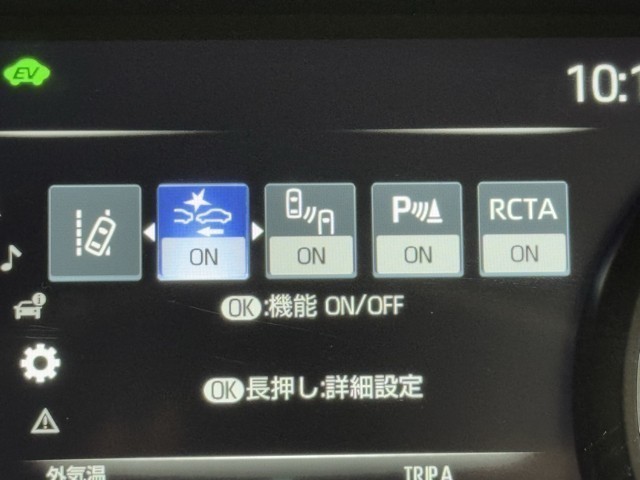 EV
10:1
ON ON ON ON
P RCTA
OK:機能 ON/OFF
OK長押し:詳細設定
外気温 TRIP A